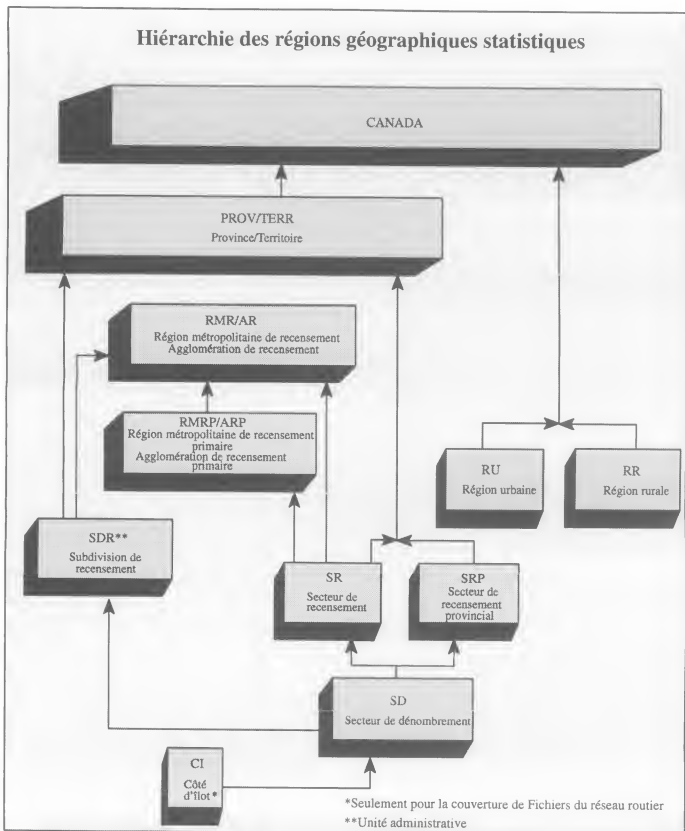 Hiérarchie des régions géographiques statistiques
CANADA
PROV/TERR
Province/Territoire
RMR/AR
Région métropolitaine de recensement
Agglomération de recensement
RMRP/ARP
Région métropolitaine de recensement
primaire
Agglomération de recensement
primaire
RU
Région urbaine
RR
Région rurale
SDR**
Subdivision de
recensement
SR
Secteur de
recensement
SRP
Secteur de
recensement
provincial
SD
Secteur de dénombrement
CI
Côté
d'îlot*
*Seulement pour la couverture de Fichiers du réseau routier
**Unité administrative